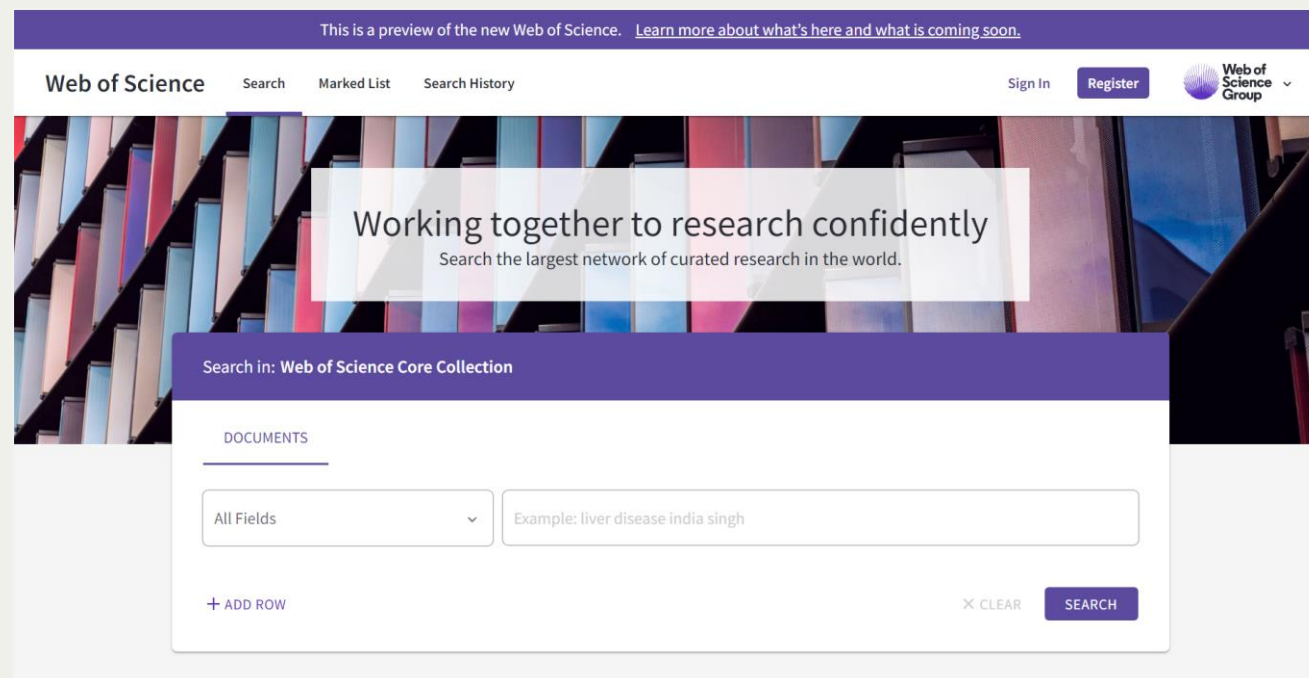 This is a preview of the new Web of Science. Learn more about what's here and what is coming soon.
Web of Science Search Marked List Search History Sign In Register Web of Science Group
Working together to research confidently
Search the largest network of curated research in the world.
Search in: Web of Science Core Collection
DOCUMENTS
All Fields Example: liver disease india singh
+ ADD ROW × CLEAR SEARCH